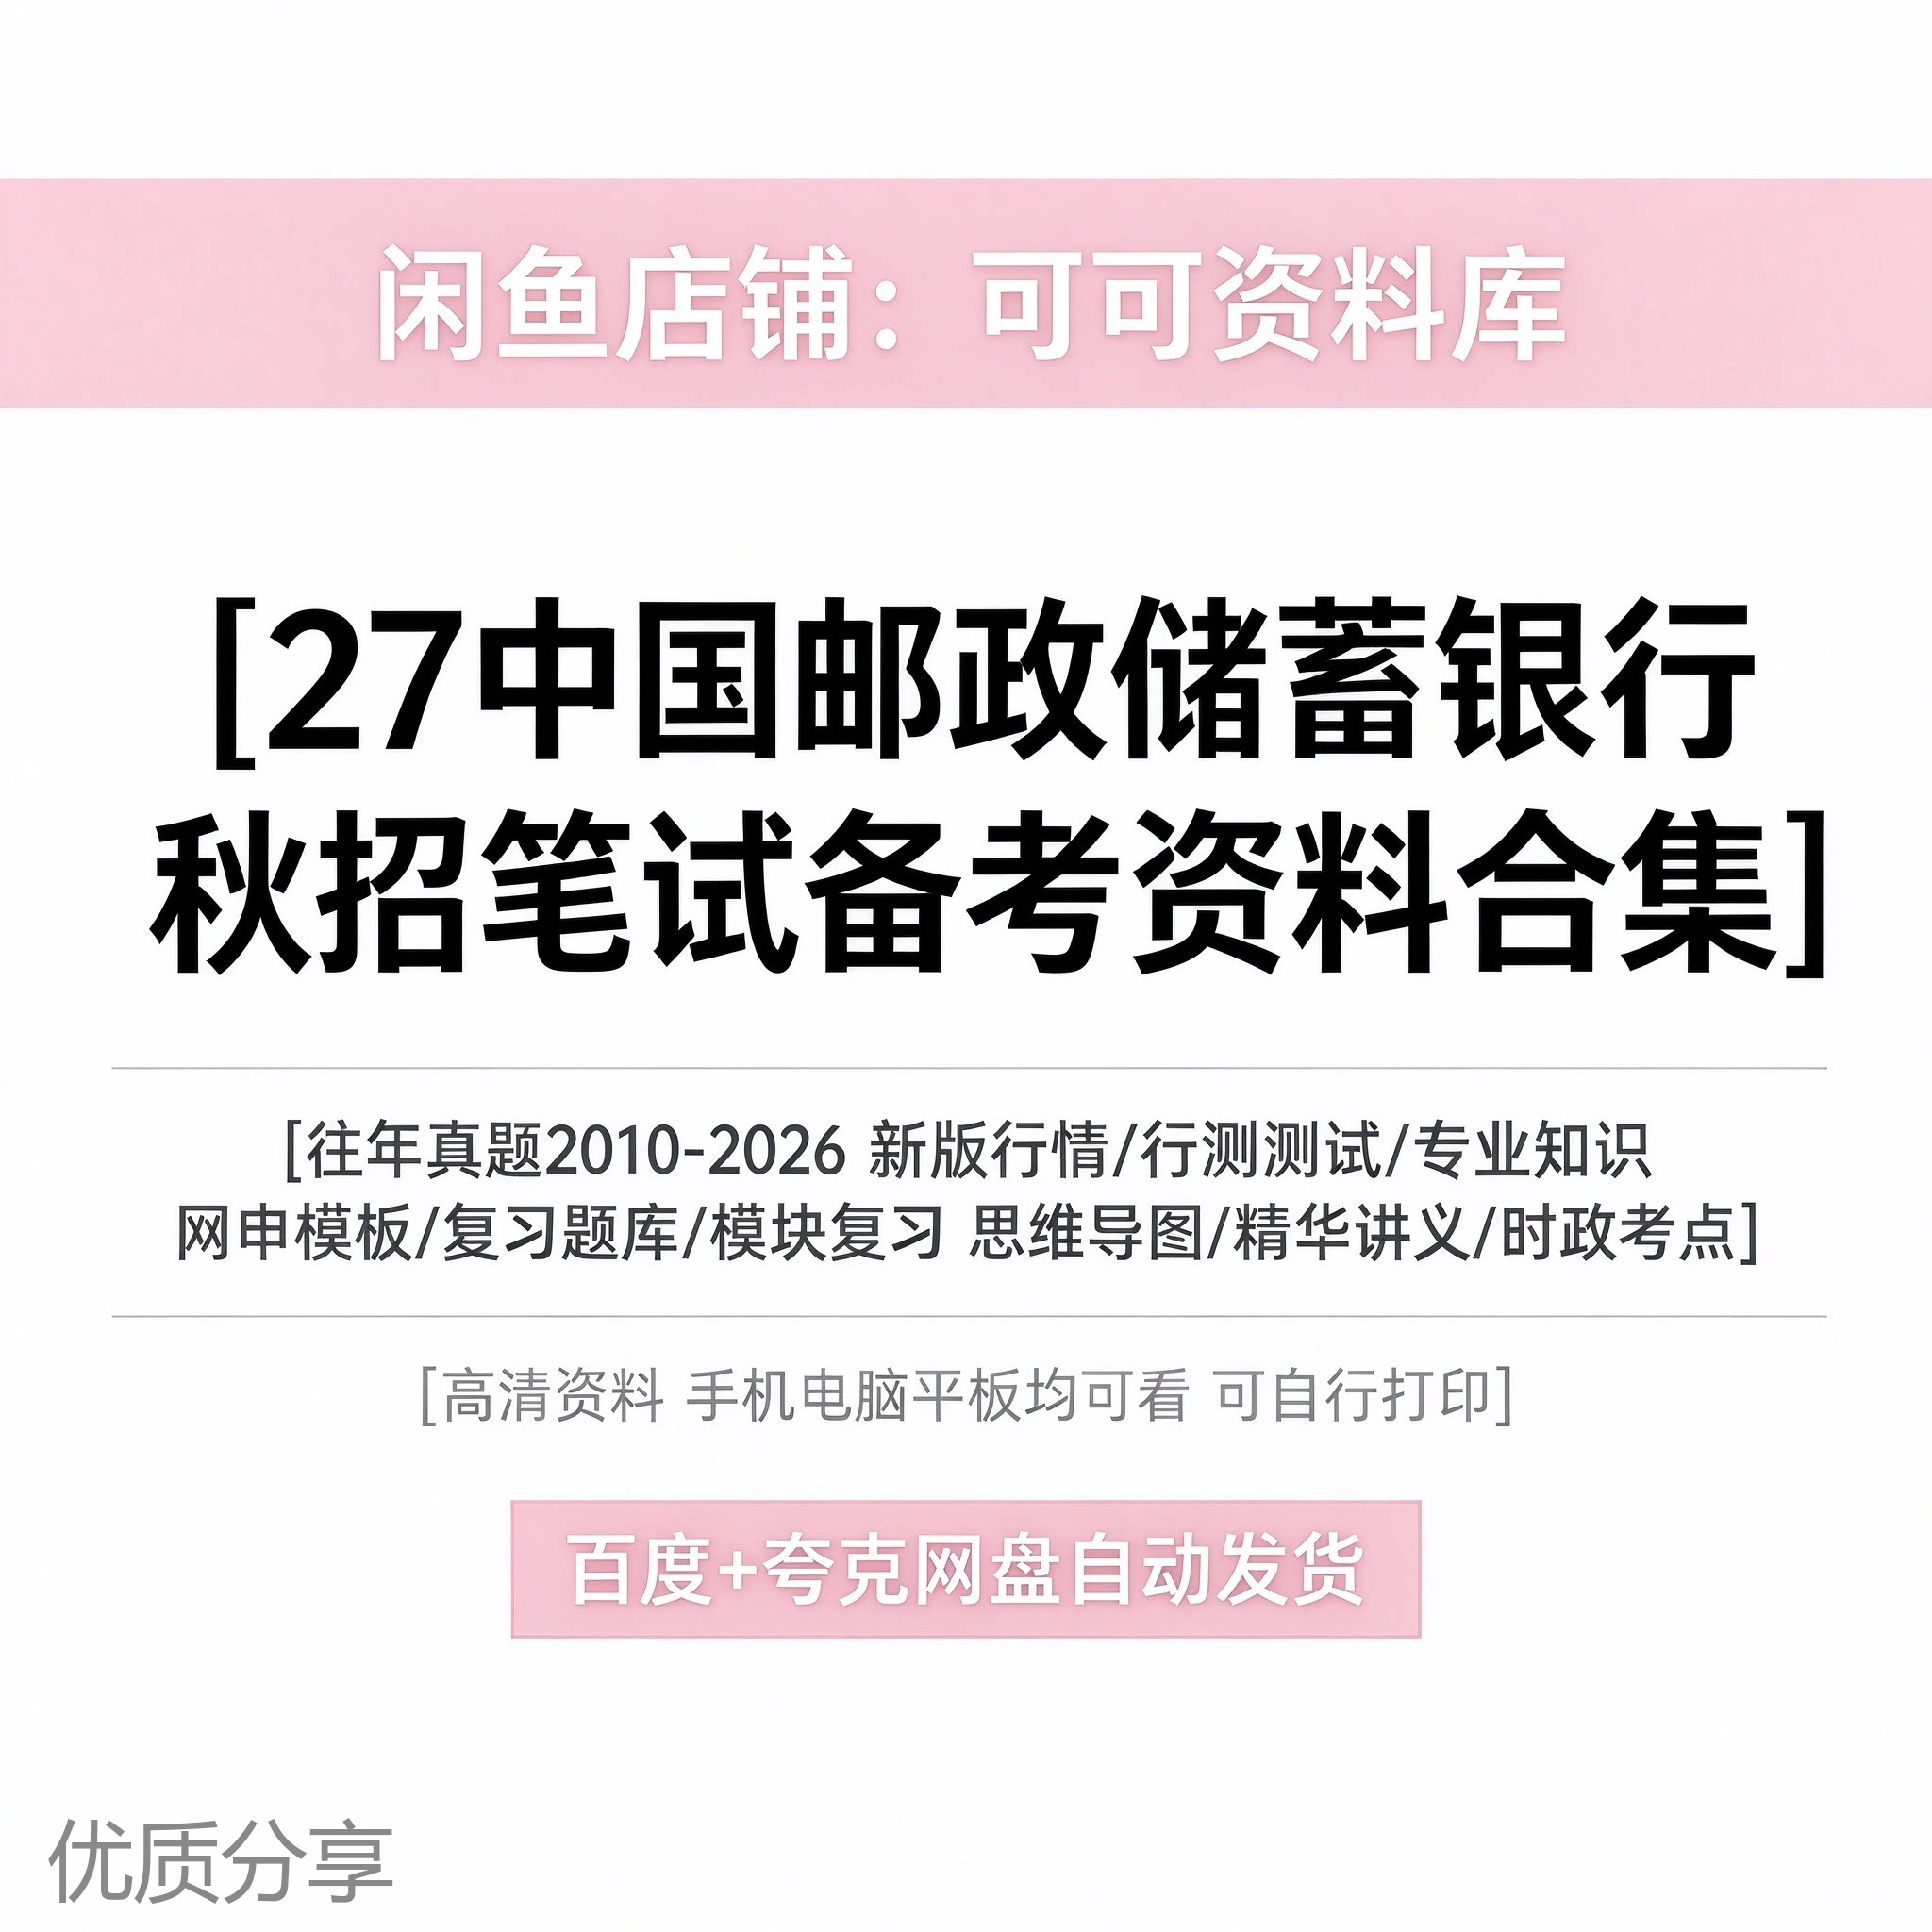 闲鱼店铺：可可资料库
[27中国邮政储蓄银行
秋招笔试备考资料合集]
[往年真题2010-2026 新版行情/行测测试/专业知识
网申模板/复习题库/模块复习 思维导图/精华讲义/时政考点]
[高清资料 手机电脑平板均可看 可自行打印]
百度+夸克网盘自动发货
优质分享